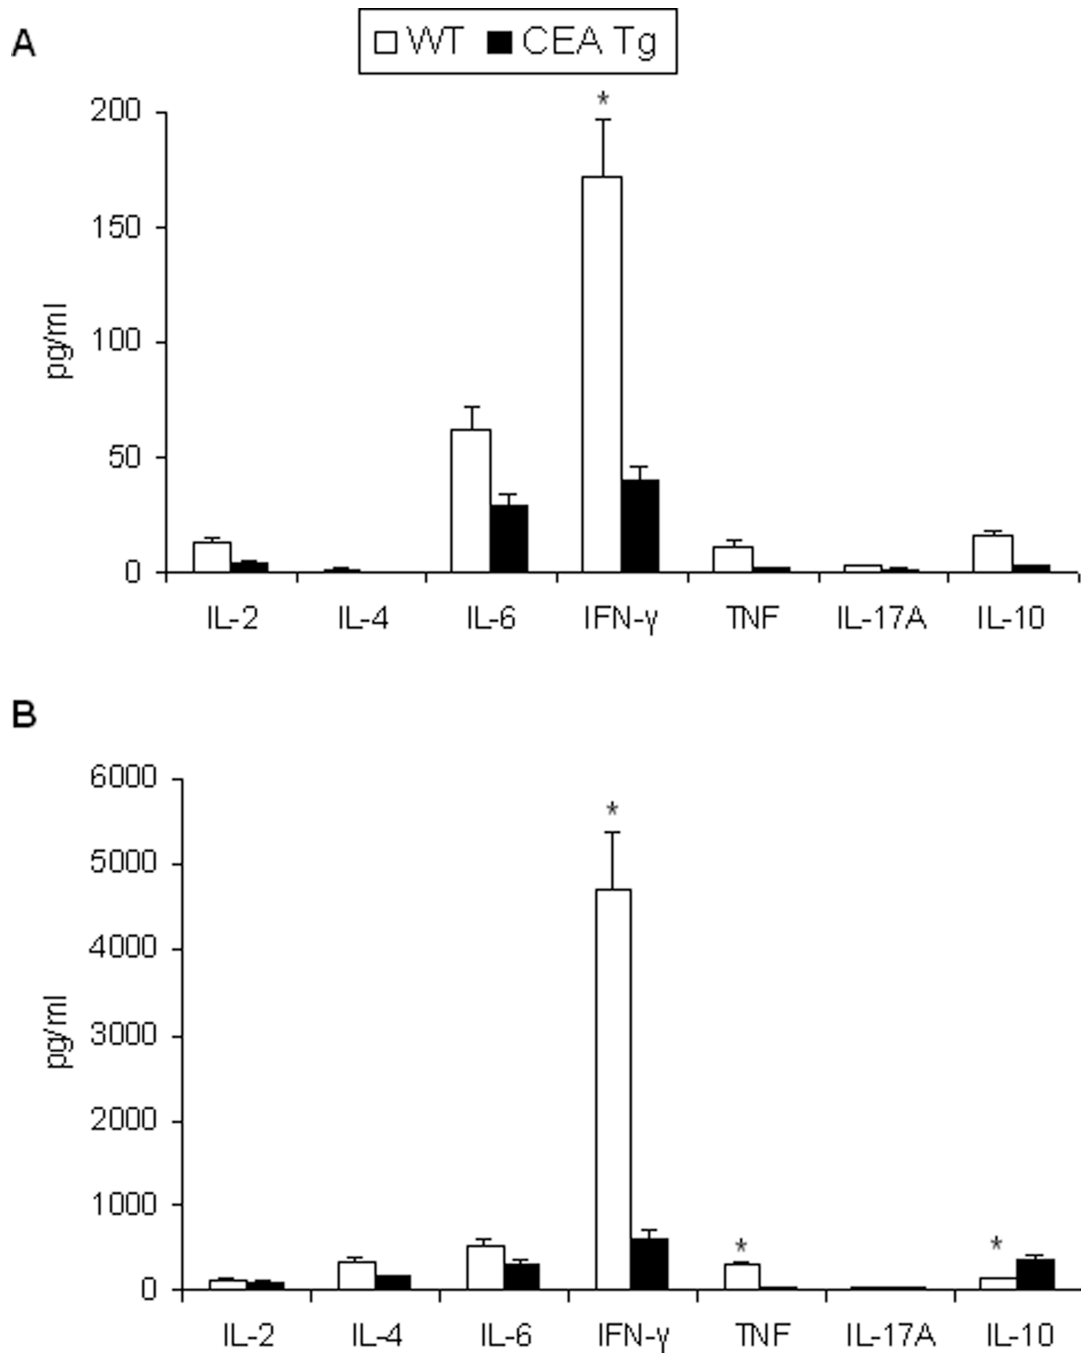 A
WT CEA Tg
*
200
150
100
50
0
pg/ml
IL-2 IL-4 IL-6 IFN-γ TNF IL-17A IL-10
B
6000
5000
4000
3000
2000
1000
0
pg/ml
*
*
*
IL-2 IL-4 IL-6 IFN-γ TNF IL-17A IL-10